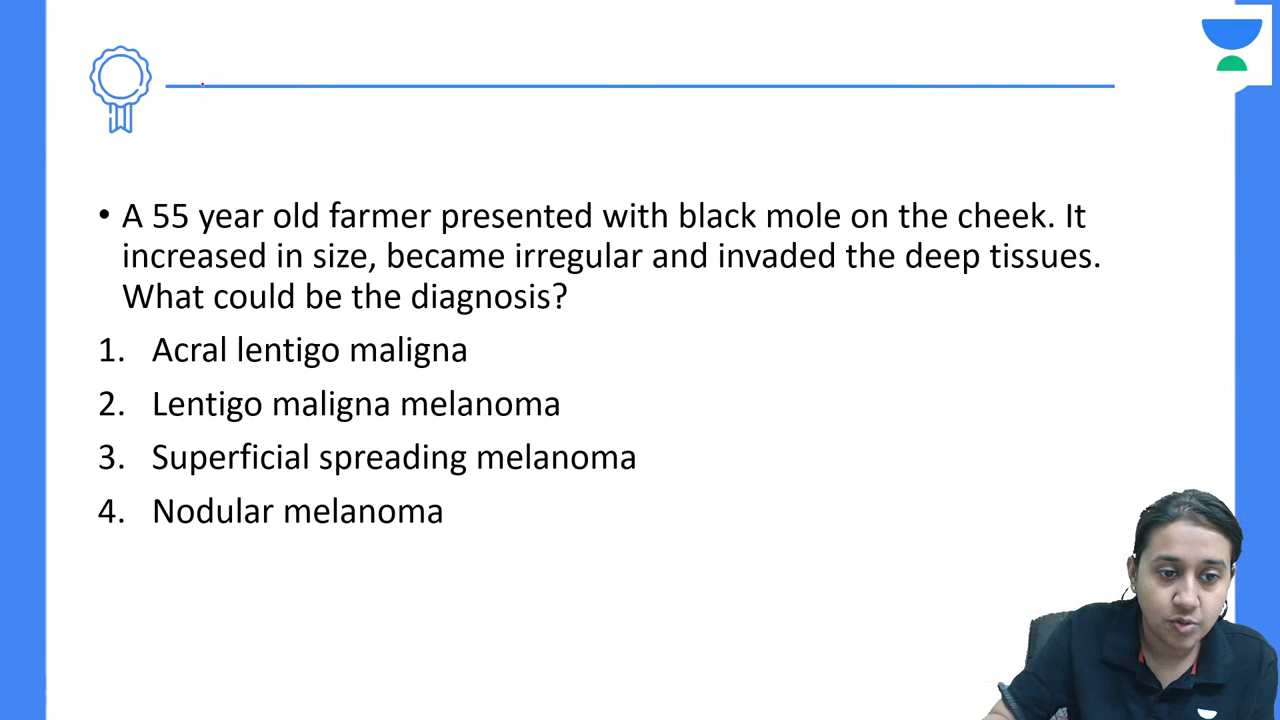 • A 55 year old farmer presented with black mole on the cheek. It
increased in size, became irregular and invaded the deep tissues.
What could be the diagnosis?
1. Acral lentigo maligna
2. Lentigo maligna melanoma
3. Superficial spreading melanoma
4. Nodular melanoma